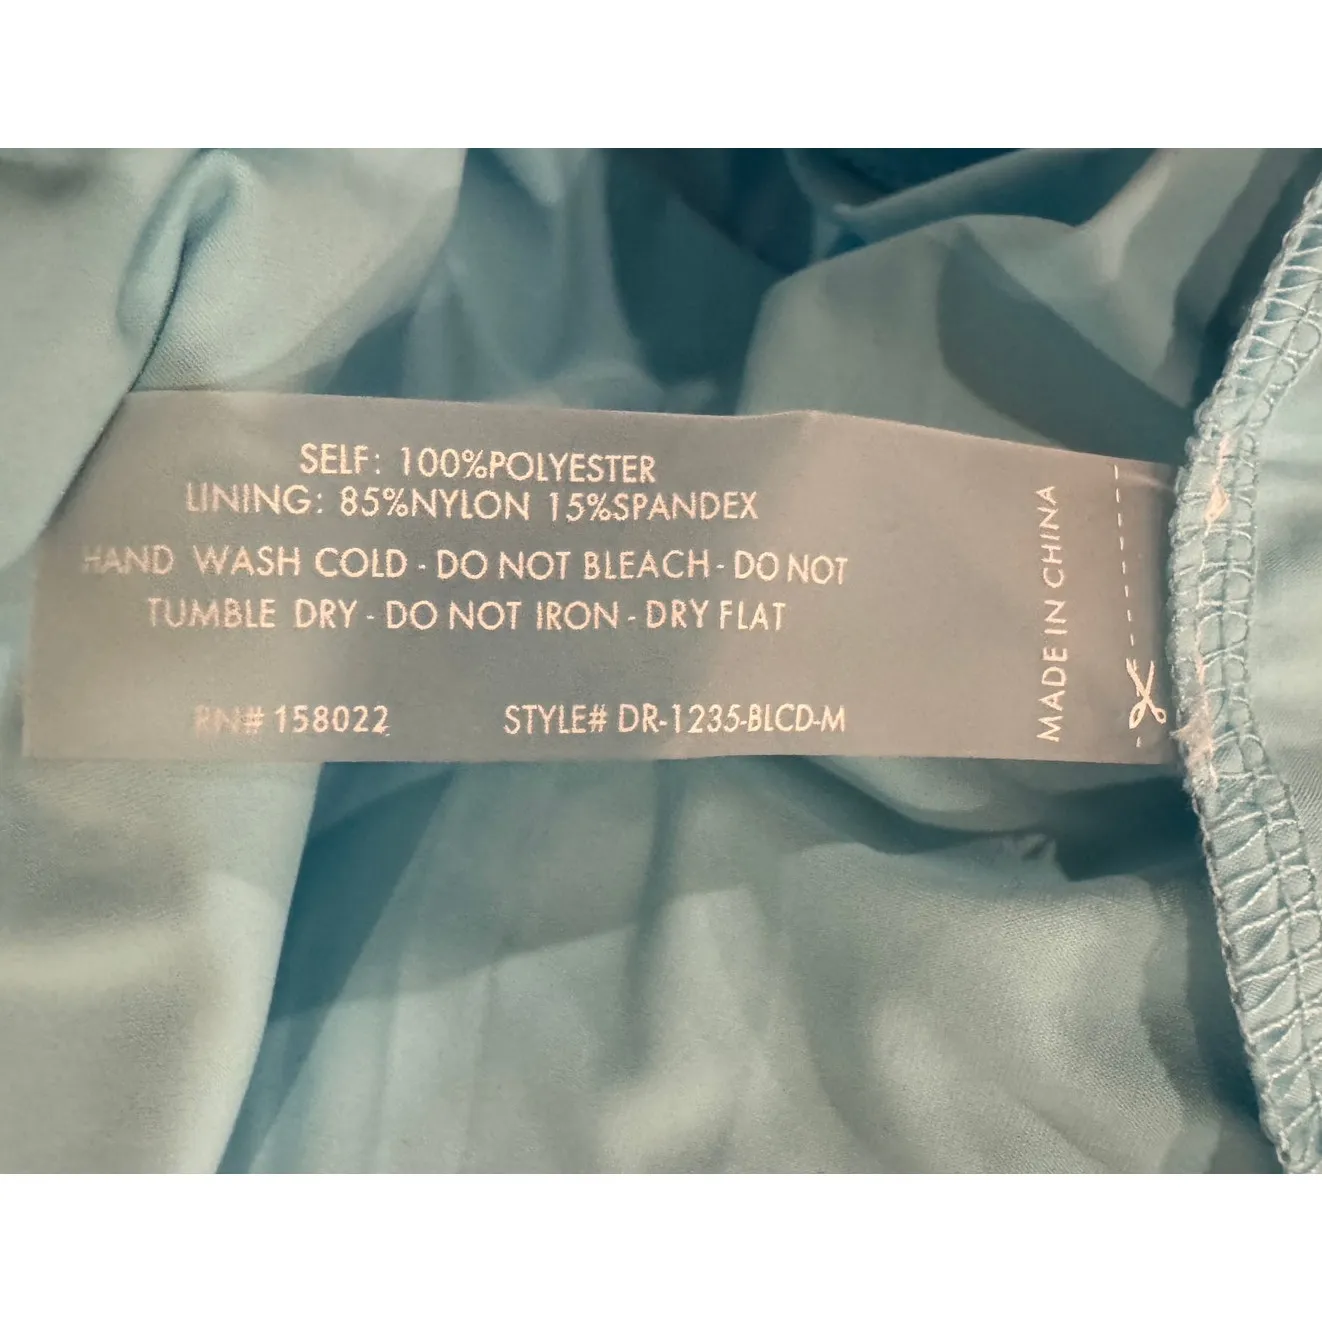 SELF: 100%POLYESTER
LINING: 85%NYLON 15%SPANDEX
HAND WASH COLD - DO NOT BLEACH - DO NOT
TUMBLE DRY - DO NOT IRON - DRY FLAT
RN# 158022
STYLE# DR-1235-BLCD-M
MADE IN CHINA